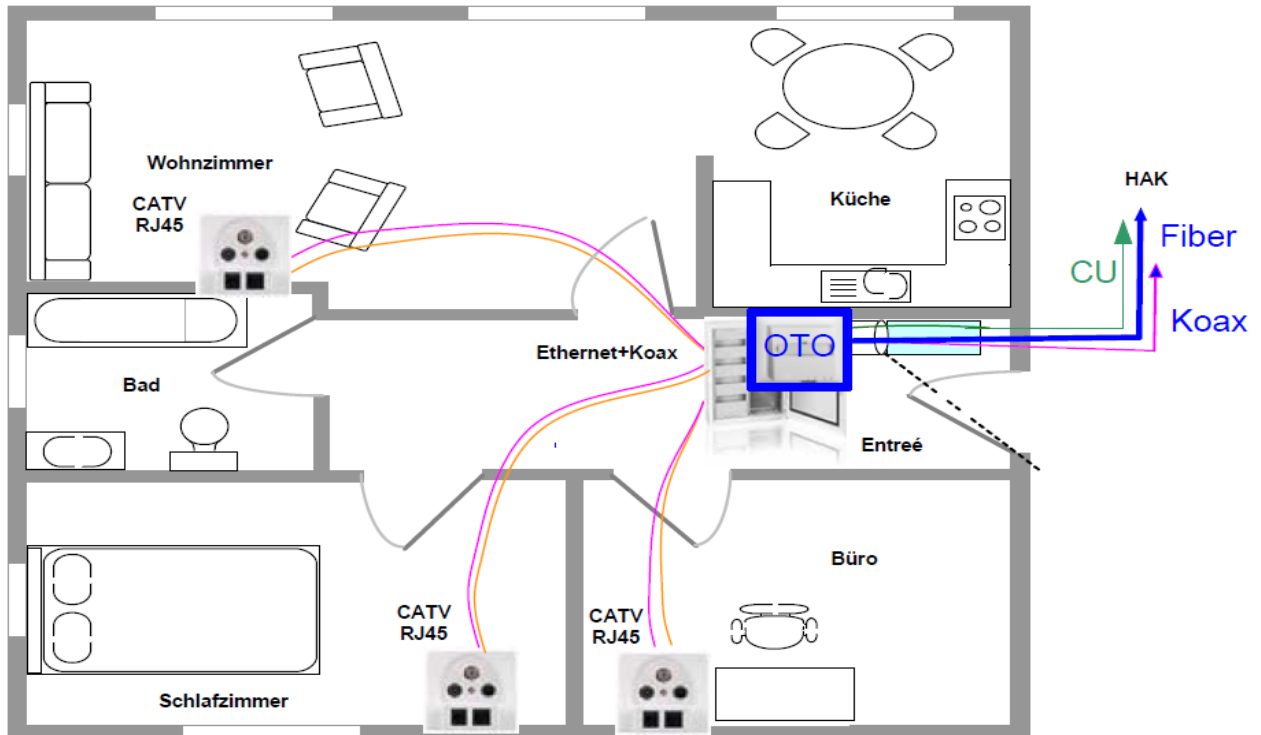 Wohnzimmer
CATV
RJ45
Küche
HAK
Fiber
CU
Koax
Ethernet+Koax
OTO
Bad
Entreé
Büro
CATV
RJ45
CATV
RJ45
Schlafzimmer